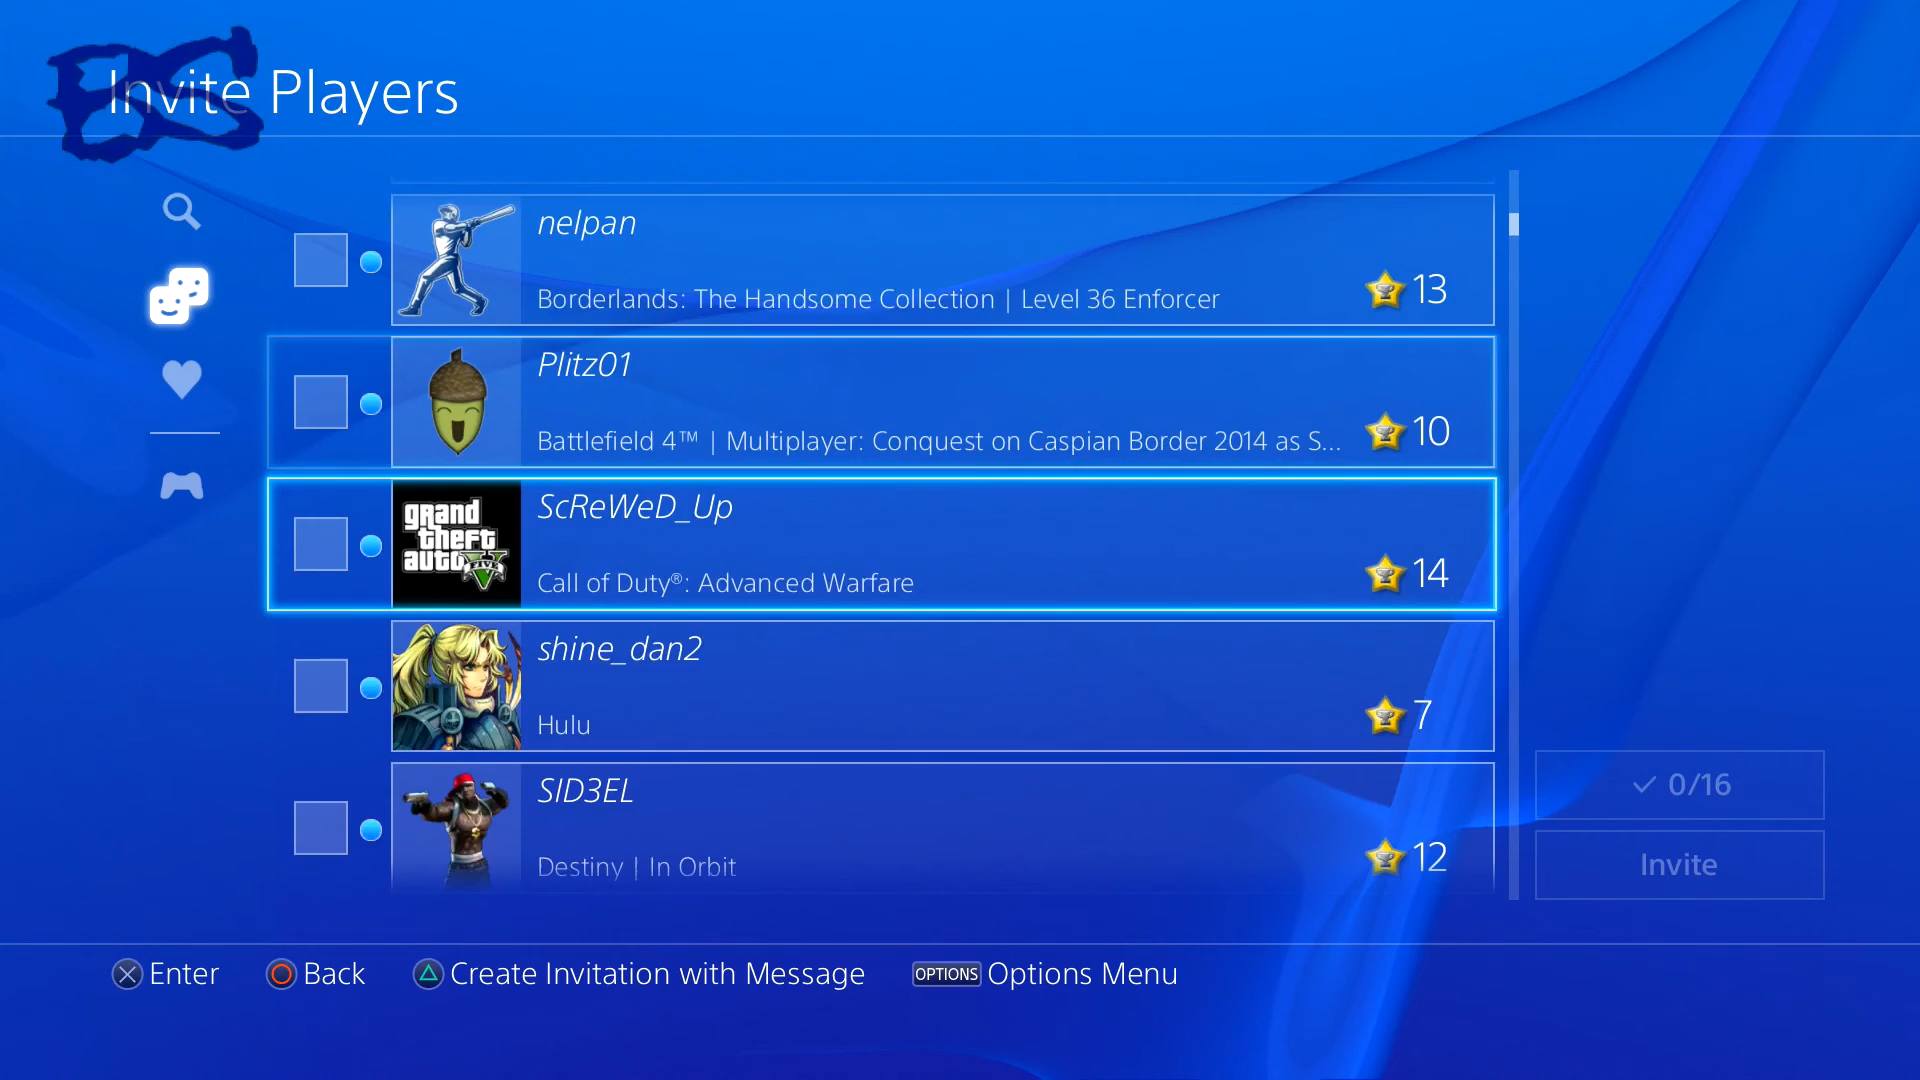 Invite Players
nelpan
Borderlands: The Handsome Collection | Level 36 Enforcer
13
Plitz01
Battlefield 4™ | Multiplayer: Conquest on Caspian Border 2014 as S...
10
grand
theft
auto V
FIVE
ScReWeD_Up
Call of Duty®: Advanced Warfare
14
shine_dan2
Hulu
7
SID3EL
Destiny | In Orbit
12
✓ 0/16
Invite
Enter
Back
Create Invitation with Message
OPTIONS Options Menu